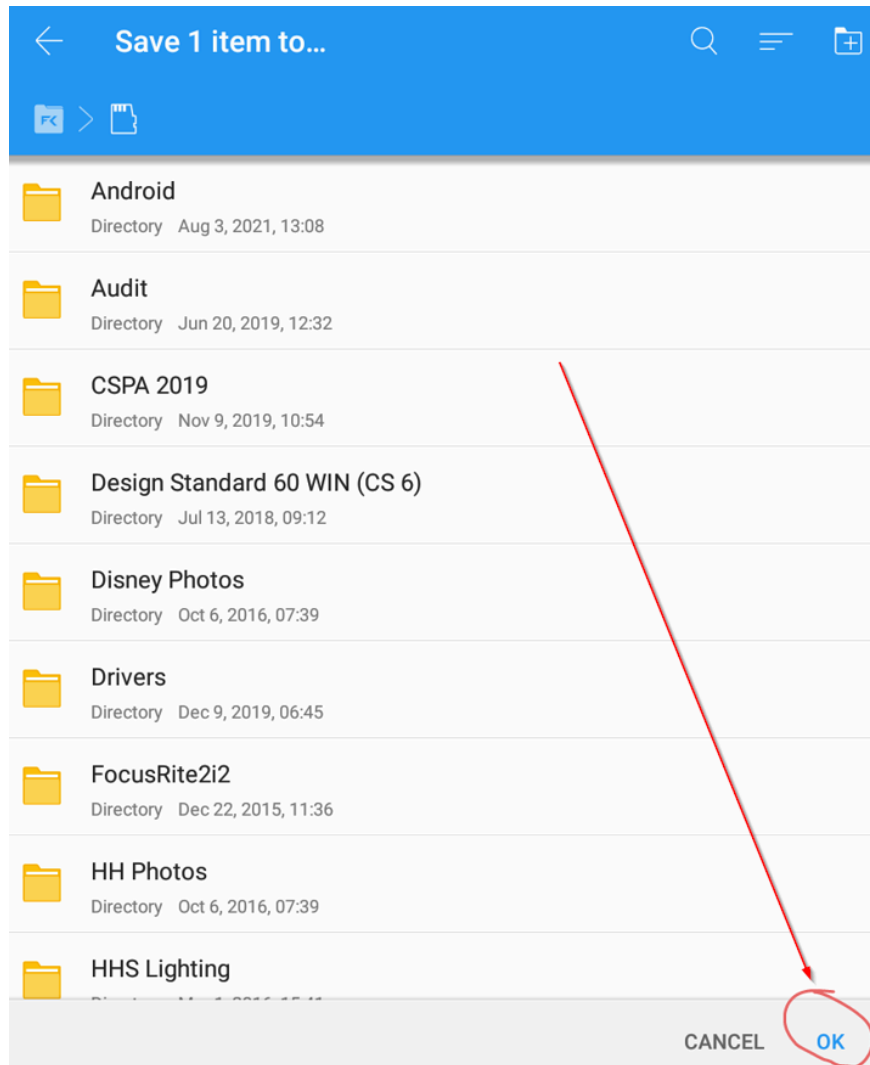 Save 1 item to...
Android
Directory Aug 3, 2021, 13:08
Audit
Directory Jun 20, 2019, 12:32
CSPA 2019
Directory Nov 9, 2019, 10:54
Design Standard 60 WIN (CS 6)
Directory Jul 13, 2018, 09:12
Disney Photos
Directory Oct 6, 2016, 07:39
Drivers
Directory Dec 9, 2019, 06:45
FocusRite2i2
Directory Dec 22, 2015, 11:36
HH Photos
Directory Oct 6, 2016, 07:39
HHS Lighting
CANCEL OK